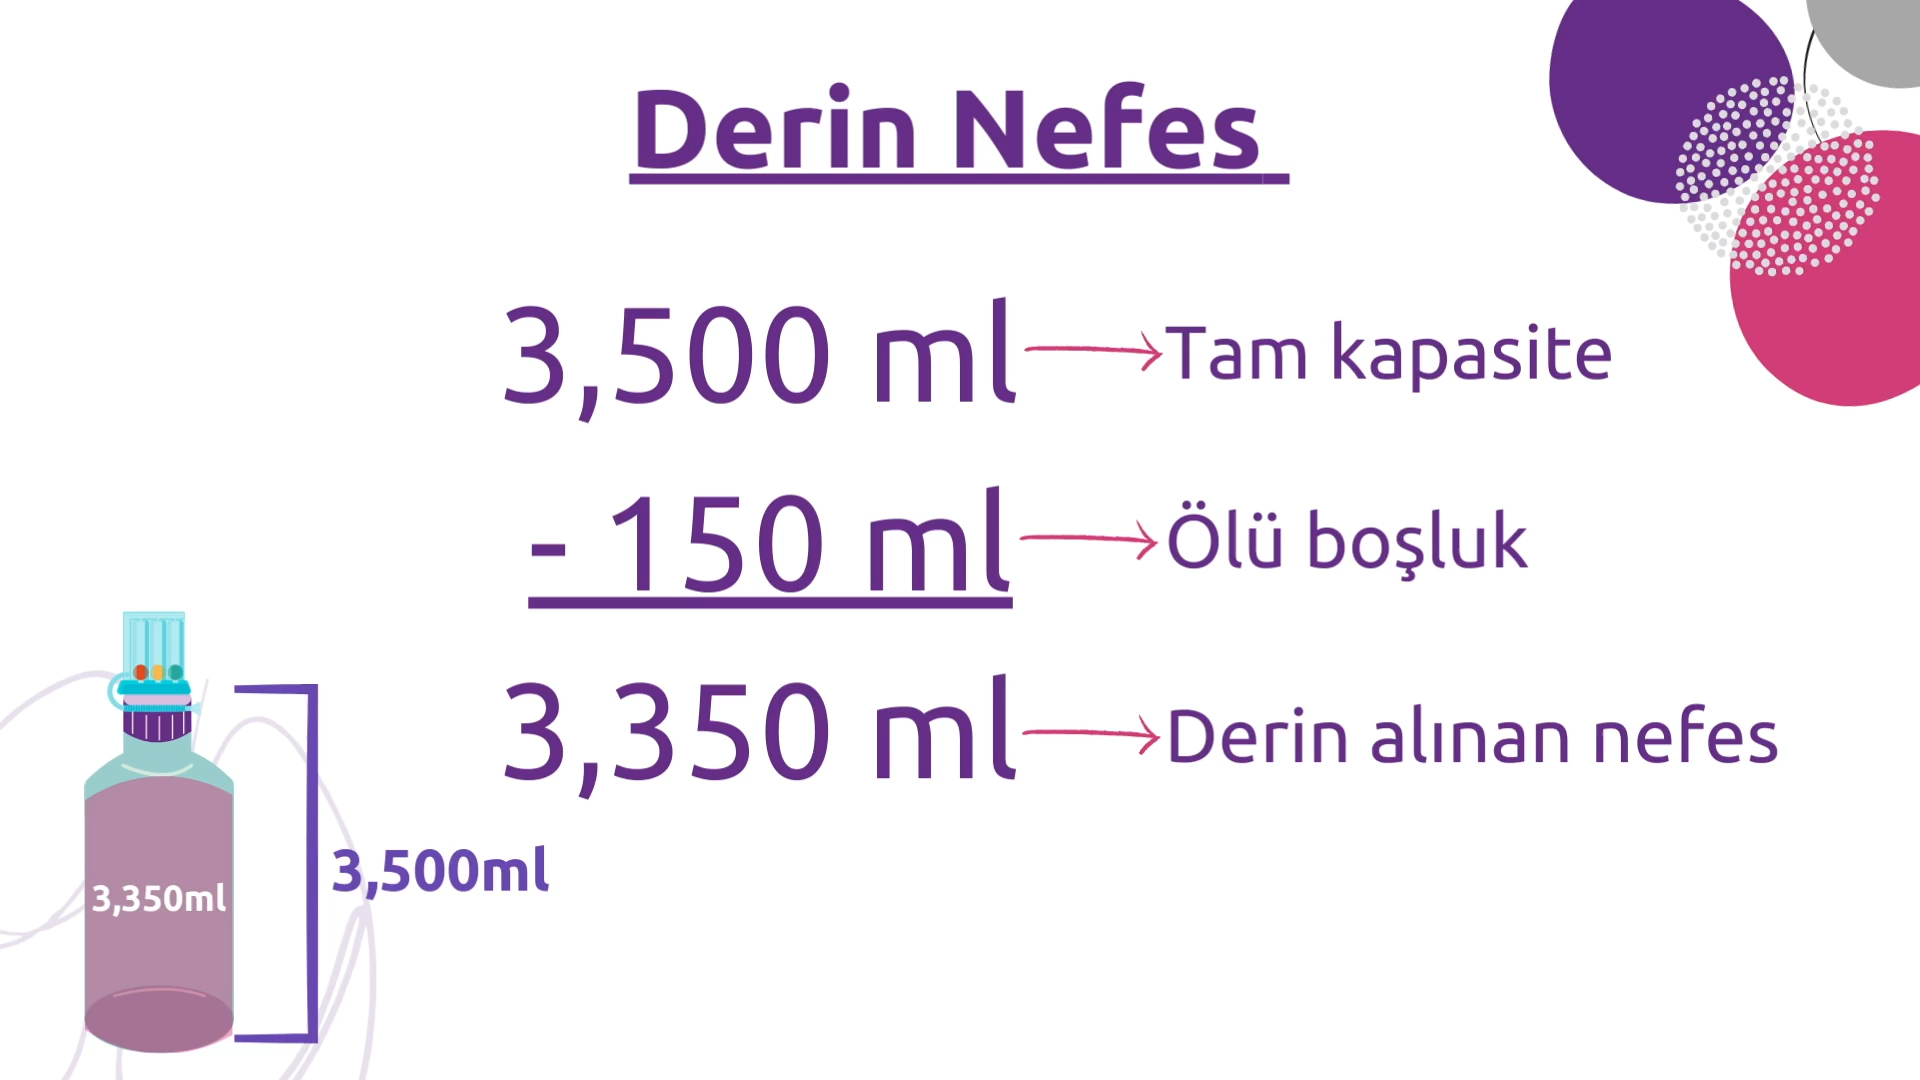 Derin Nefes
3,500 ml
Tam kapasite
- 150 ml
Ölü boşluk
3,350 ml
Derin alınan nefes
3,500ml
3,350ml